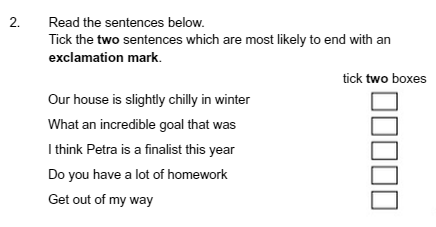 2. Read the sentences below.
Tick the two sentences which are most likely to end with an
exclamation mark.
tick two boxes
Our house is slightly chilly in winter
What an incredible goal that was
I think Petra is a finalist this year
Do you have a lot of homework
Get out of my way